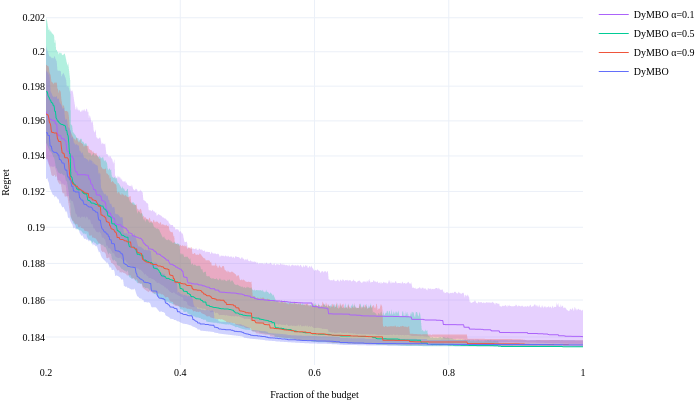 0.202
0.2
0.198
0.196
0.194
0.192
0.19
0.188
0.186
0.184
Regret
0.2
0.4
0.6
0.8
1
Fraction of the budget
DyMBO α=0.1
DyMBO α=0.5
DyMBO α=0.9
DyMBO